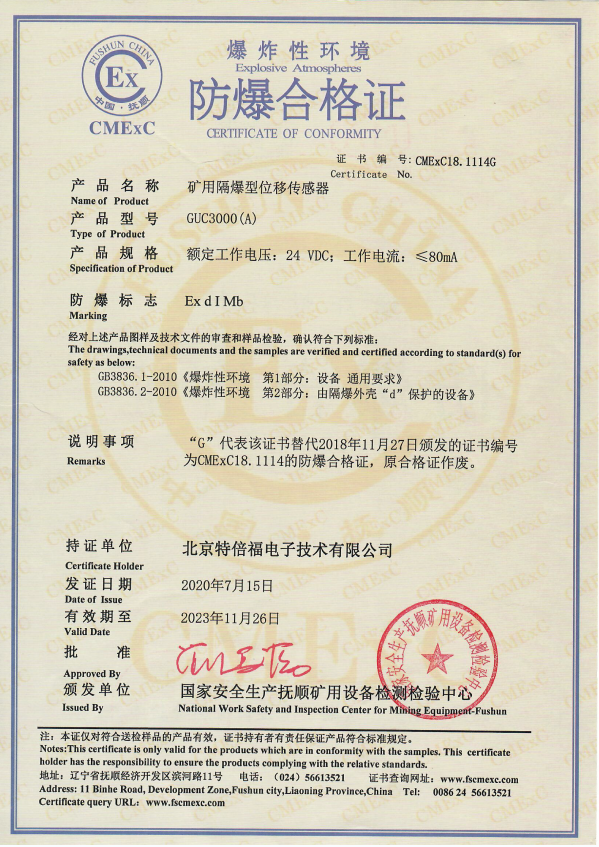 FUSHUN CHINA
Ex
中国·抚顺
CMExC
爆炸性环境
Explosive Atmospheres
防爆合格证
CERTIFICATE OF CONFORMITY
证书编号:CMExC18.1114G
Certificate No.
产品名称 矿用隔爆型位移传感器
Name of Product
产品型号 GUC3000(A)
Type of Product
产品规格 额定工作电压：24 VDC；工作电流：≤80mA
Specification of Product
防爆标志 Ex d I Mb
Marking
经对上述产品图样及技术文件的审查和样品检验，确认符合下列标准：
The drawings,technical documents and the samples are verified and certified according to standard(s) for
safety as below:
GB3836.1-2010《爆炸性环境 第1部分：设备 通用要求》
GB3836.2-2010《爆炸性环境 第2部分：由隔爆外壳“d”保护的设备》
说明事项 “G”代表该证书替代2018年11月27日颁发的证书编号
Remarks 为CMExC18.1114的防爆合格证，原合格证作废。
持证单位 北京特倍福电子技术有限公司
Certificate Holder
发证日期 2020年7月15日
Date of Issue
有效期至 2023年11月26日
Valid Date
批准
Approved By
颁发单位 国家安全生产抚顺矿用设备检测检验中心
Issued By National Work Safety and Inspection Center for Mining Equipment-Fushun
国家安全生产抚顺矿用设备检测检验中心
注：本证仅对符合送检样品的产品有效，证书持有者有责任保证产品符合标准规定。
Notes:This certificate is only valid for the products which are in conformity with the samples. This certificate
holder has the responsibility to ensure the products complying with the relative standards.
地址：辽宁省抚顺经济开发区滨河路11号 电话：（024）56613521 证书查询网址：www.fscmexc.com
Address: 11 Binhe Road, Development Zone,Fushun city,Liaoning Province,China Tel: 0086 24 56613521
Certificate query URL: www.fscmexc.com